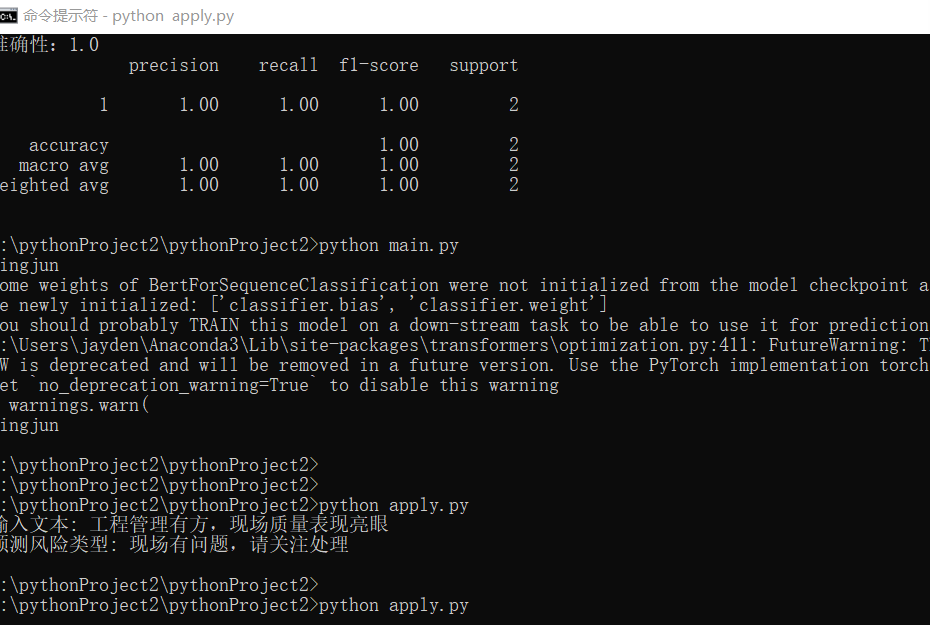 命令提示符 - python apply.py
准确性: 1.0
precision recall f1-score support
1 1.00 1.00 1.00 2
accuracy 1.00 2
macro avg 1.00 1.00 1.00 2
eighted avg 1.00 1.00 1.00 2
:\pythonProject2\pythonProject2>python main.py
ingjun
ome weights of BertForSequenceClassification were not initialized from the model checkpoint a
e newly initialized: ['classifier.bias', 'classifier.weight']
ou should probably TRAIN this model on a down-stream task to be able to use it for prediction
:\Users\jayden\Anaconda3\Lib\site-packages\transformers\optimization.py:411: FutureWarning: T
W is deprecated and will be removed in a future version. Use the PyTorch implementation torch
et `no_deprecation_warning=True` to disable this warning
warnings.warn(
ingjun
:\pythonProject2\pythonProject2>
:\pythonProject2\pythonProject2>
:\pythonProject2\pythonProject2>python apply.py
输入文本: 工程管理有方，现场质量表现亮眼
预测风险类型: 现场有问题，请关注处理
:\pythonProject2\pythonProject2>
:\pythonProject2\pythonProject2>python apply.py